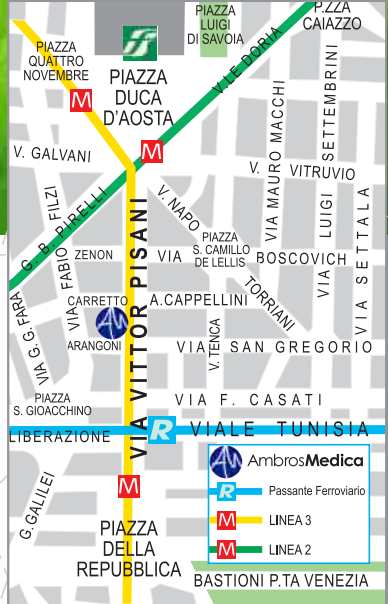 PIAZZA
LUIGI
DI SAVOIA
P.ZZA
CAIAZZO
PIAZZA
QUATTRO
NOVEMBRE
M
PIAZZA
DUCA
D'AOSTA
V.LE DORIA
M
V. GALVANI
VIA MAURO MACCHI
VIA LUIGI SETTEMBRINI
V. VITRUVIO
G. B. PIRELLI
VIA FABIO FILZI
V. NAPO TORRIANI
PIAZZA
S. CAMILLO
DE LELLIS
ZENON
VIA BOSCOVICH
VIA SETTALA
VIA G. G. FARA
CARRETTO
A.CAPPELLINI
VIA VITTOR PISANI
ARANGONI
V.TENCA
VIA SAN GREGORIO
PIAZZA
S. GIOACCHINO
VIA F. CASATI
LIBERAZIONE
R
VIALE TUNISIA
G.GALILEI
M
PIAZZA
DELLA
REPUBBLICA
AmbrosMedica
R Passante Ferroviario
M LINEA 3
M LINEA 2
BASTIONI P.TA VENEZIA